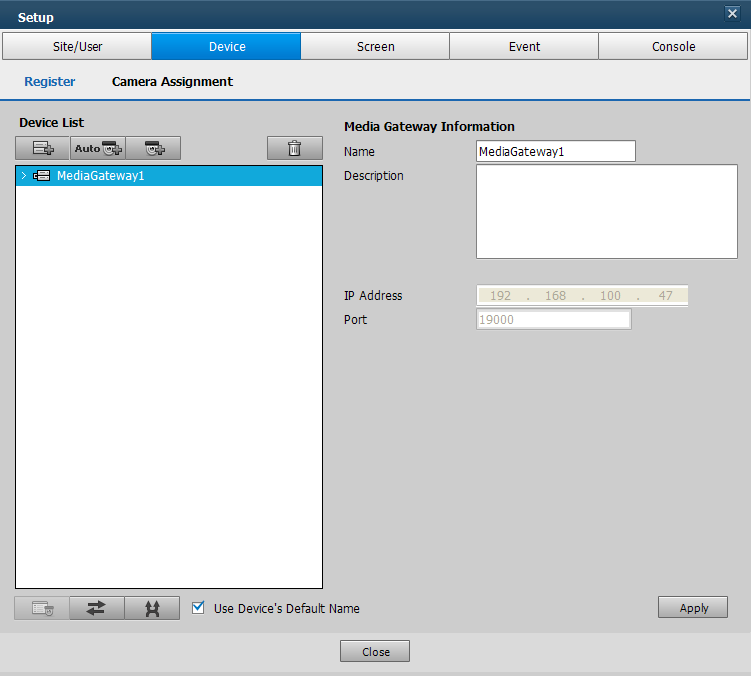 Setup
Site/User Device Screen Event Console
Register Camera Assignment
Device List
Auto
MediaGateway1
Media Gateway Information
Name MediaGateway1
Description
IP Address 192 . 168 . 100 . 47
Port 19000
Use Device's Default Name
Apply
Close